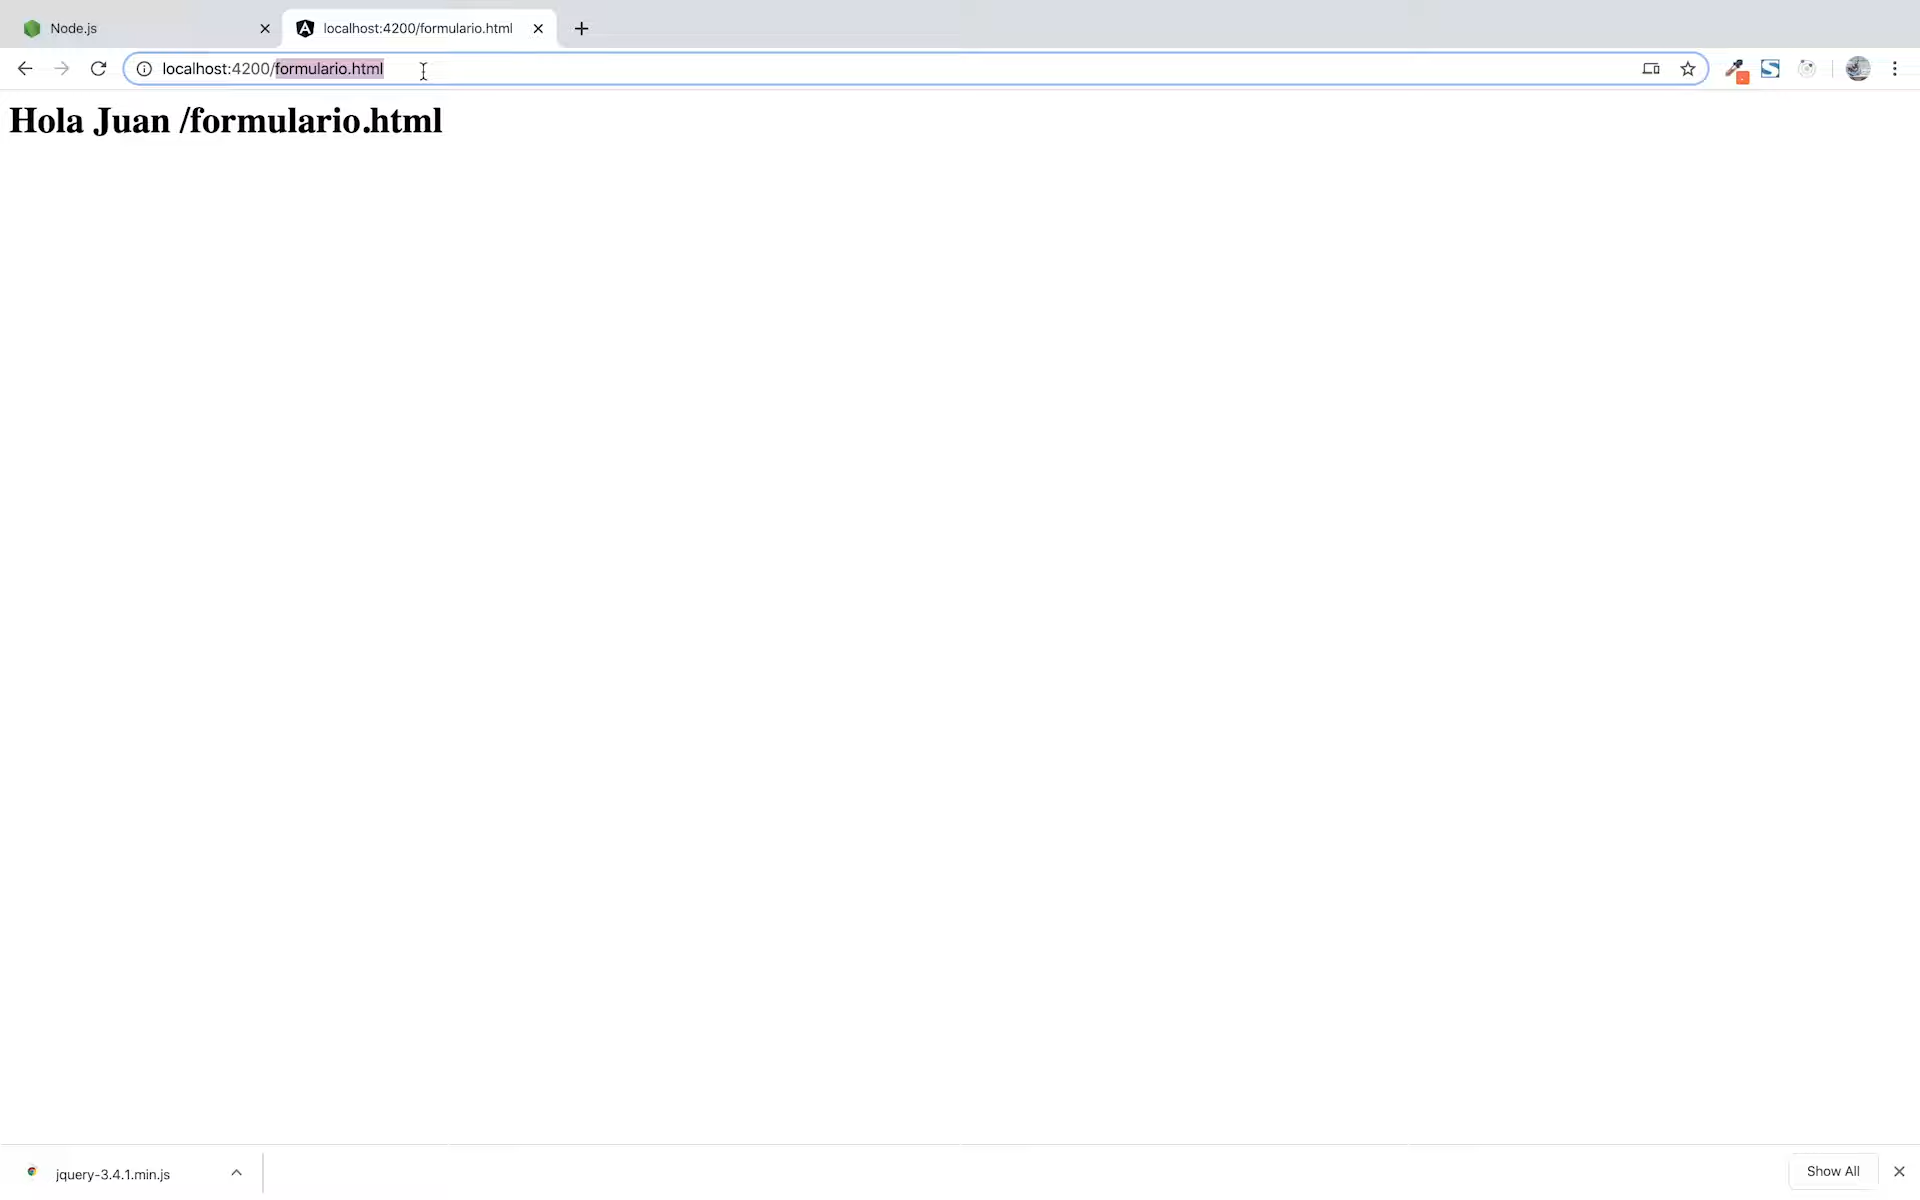 Node.js
localhost:4200/formulario.html
localhost:4200/formulario.html
Hola Juan /formulario.html
jquery-3.4.1.min.js
Show All